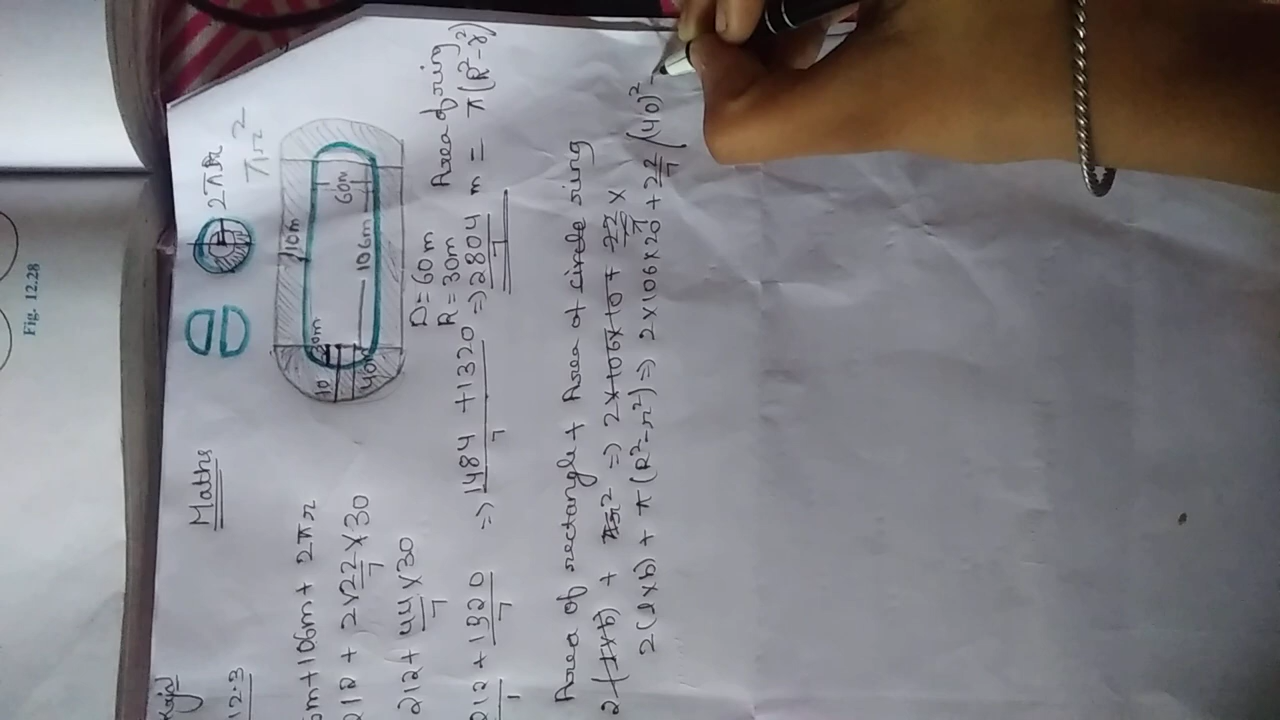 Fig. 12.28
12.3
Maths
2πr
πr²
10m
60m
106m
30m
10
40m
m+106m+ 2πr
212 + 2×22/7×30
212+ 44/7×30
212/1 + 1320/7 => 1484 +1320/7 => 2804/7 m
D=60m
R=30m
Area of ring
= π(R²-r²)
Area of rectangle + Area of circle ring
2(l×b) + πr² => 2×106×10+ 22/7 ×
2(l×b)+ π(R²-r²)=> 2×106×20+22/7 (40)²